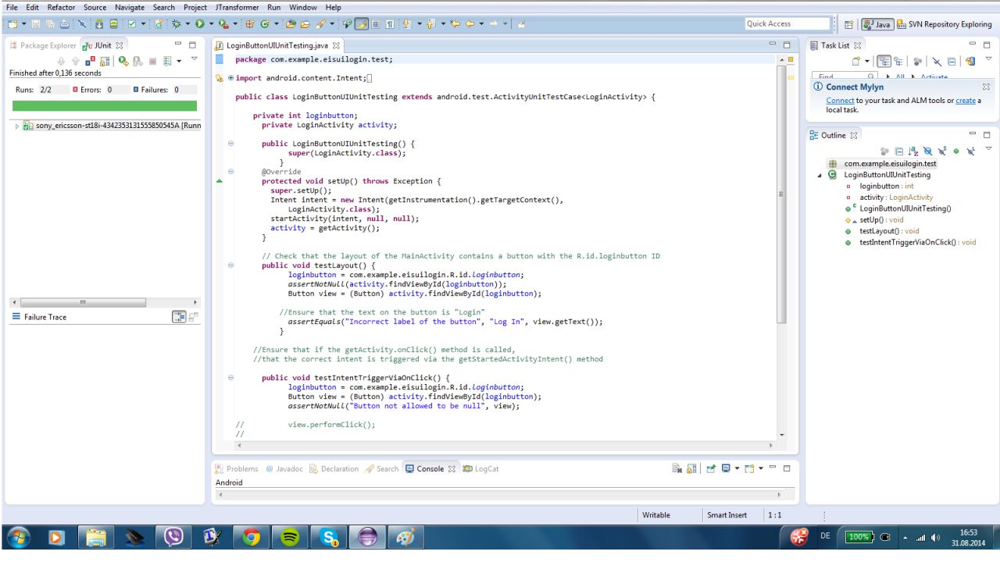 File Edit Refactor Source Navigate Search Project JTransformer Run Window Help
Quick Access
Java
SVN Repository Exploring
Package Explorer
JUnit
Finished after 0,136 seconds
Runs: 2/2
Errors: 0
Failures: 0
sony_ericsson-st18i-4342353131555850545A [Runn
Failure Trace
LoginButtonUIUnitTesting.java
package com.example.eisuilogin.test;
import android.content.Intent;
public class LoginButtonUIUnitTesting extends android.test.ActivityUnitTestCase<LoginActivity> {
private int loginbutton;
private LoginActivity activity;
public LoginButtonUIUnitTesting() {
super(LoginActivity.class);
}
@Override
protected void setUp() throws Exception {
super.setUp();
Intent intent = new Intent(getInstrumentation().getTargetContext(),
LoginActivity.class);
startActivity(intent, null, null);
activity = getActivity();
}
// Check that the layout of the MainActivity contains a button with the R.id.loginbutton ID
public void testLayout() {
loginbutton = com.example.eisuilogin.R.id.loginbutton;
assertNotNull(activity.findViewById(loginbutton));
Button view = (Button) activity.findViewById(loginbutton);
//Ensure that the text on the button is "Login"
assertEquals("Incorrect label of the button", "Log In", view.getText());
}
//Ensure that if the getActivity.onClick() method is called,
//that the correct intent is triggered via the getStartedActivityIntent() method
public void testIntentTriggerViaOnClick() {
loginbutton = com.example.eisuilogin.R.id.loginbutton;
Button view = (Button) activity.findViewById(loginbutton);
assertNotNull("Button not allowed to be null", view);
// view.performClick();
//
Problems @ Javadoc Declaration Search Console LogCat
Android
Task List
Find All Activate
Connect Mylyn
Connect to your task and ALM tools or create a
local task.
Outline
com.example.eisuilogin.test
LoginButtonUIUnitTesting
loginbutton : int
activity : LoginActivity
LoginButtonUIUnitTesting()
setUp() : void
testLayout() : void
testIntentTriggerViaOnClick() : void
Writable
Smart Insert
1 : 1
DE
100%
16:53
31.08.2014